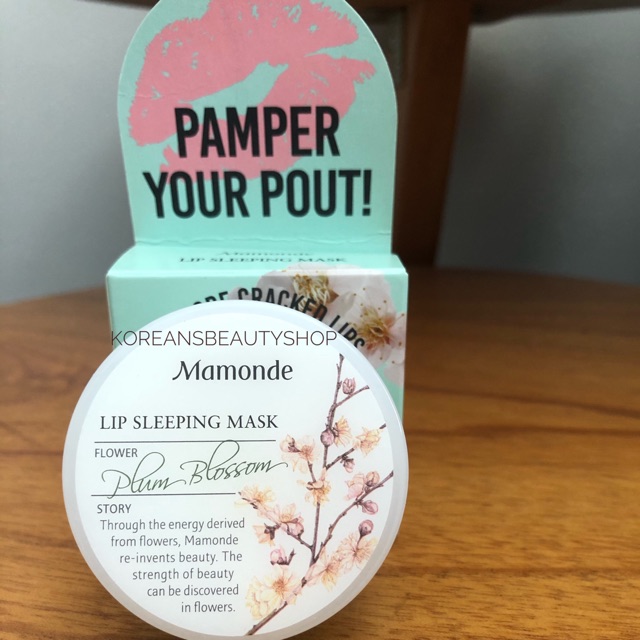 PAMPER
YOUR POUT!
Mamonde
LIP SLEEPING MASK
CRACKED LIPS
KOREANSBEAUTYSHOP
Mamonde
LIP SLEEPING MASK
FLOWER
Plum Blossom
STORY
Through the energy derived
from flowers, Mamonde
re-invents beauty. The
strength of beauty
can be discovered
in flowers.